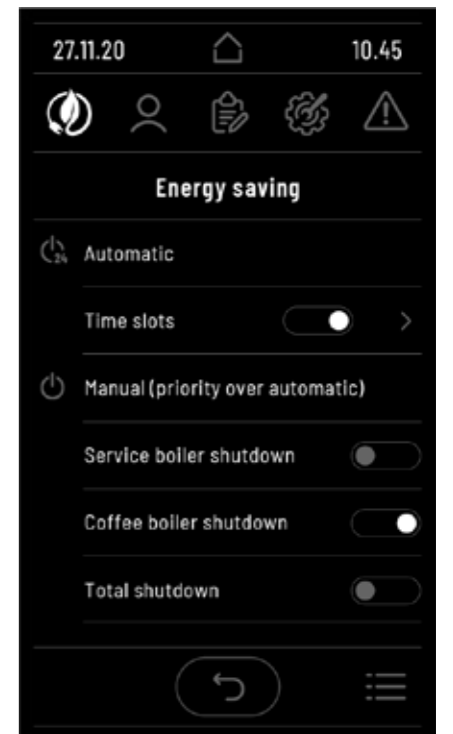 27.11.20 10.45
Energy saving
24 Automatic
Time slots
Manual (priority over automatic)
Service boiler shutdown
Coffee boiler shutdown
Total shutdown